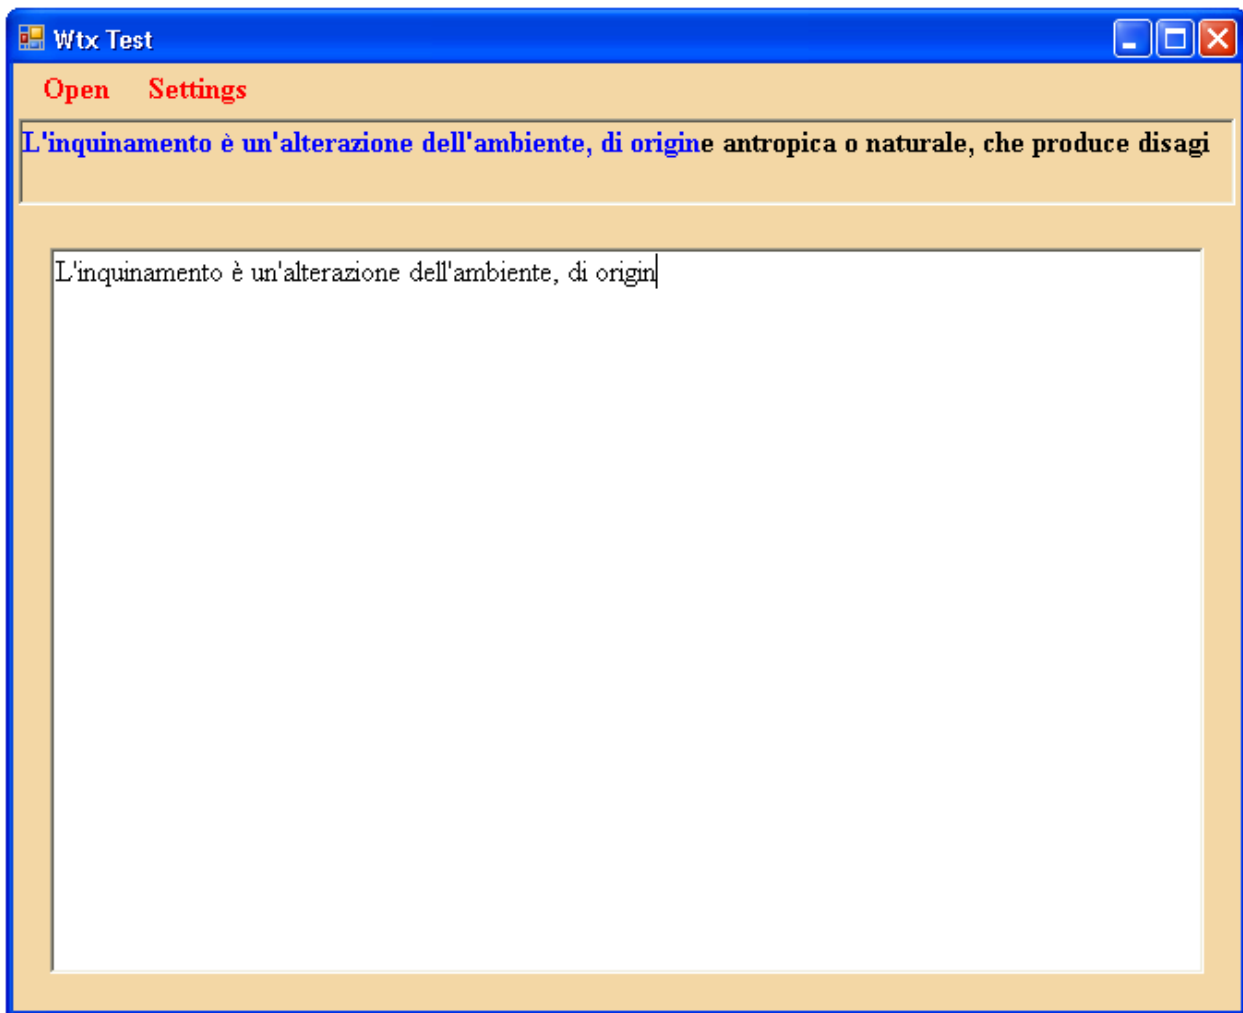 Wtx Test
Open Settings
L'inquinamento è un'alterazione dell'ambiente, di origine antropica o naturale, che produce disagi
L'inquinamento è un'alterazione dell'ambiente, di origin